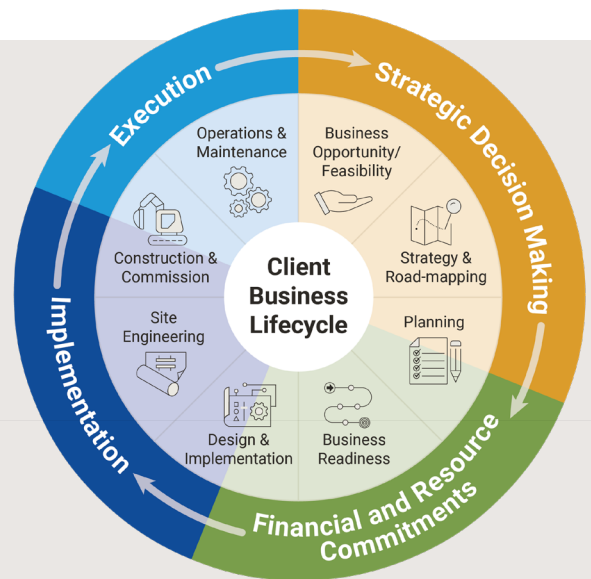 Execution
Strategic Decision Making
Financial and Resource
Commitments
Implementation
Operations &
Maintenance
Business
Opportunity/
Feasibility
Strategy &
Road-mapping
Planning
Business
Readiness
Design &
Implementation
Site
Engineering
Construction &
Commission
Client
Business
Lifecycle